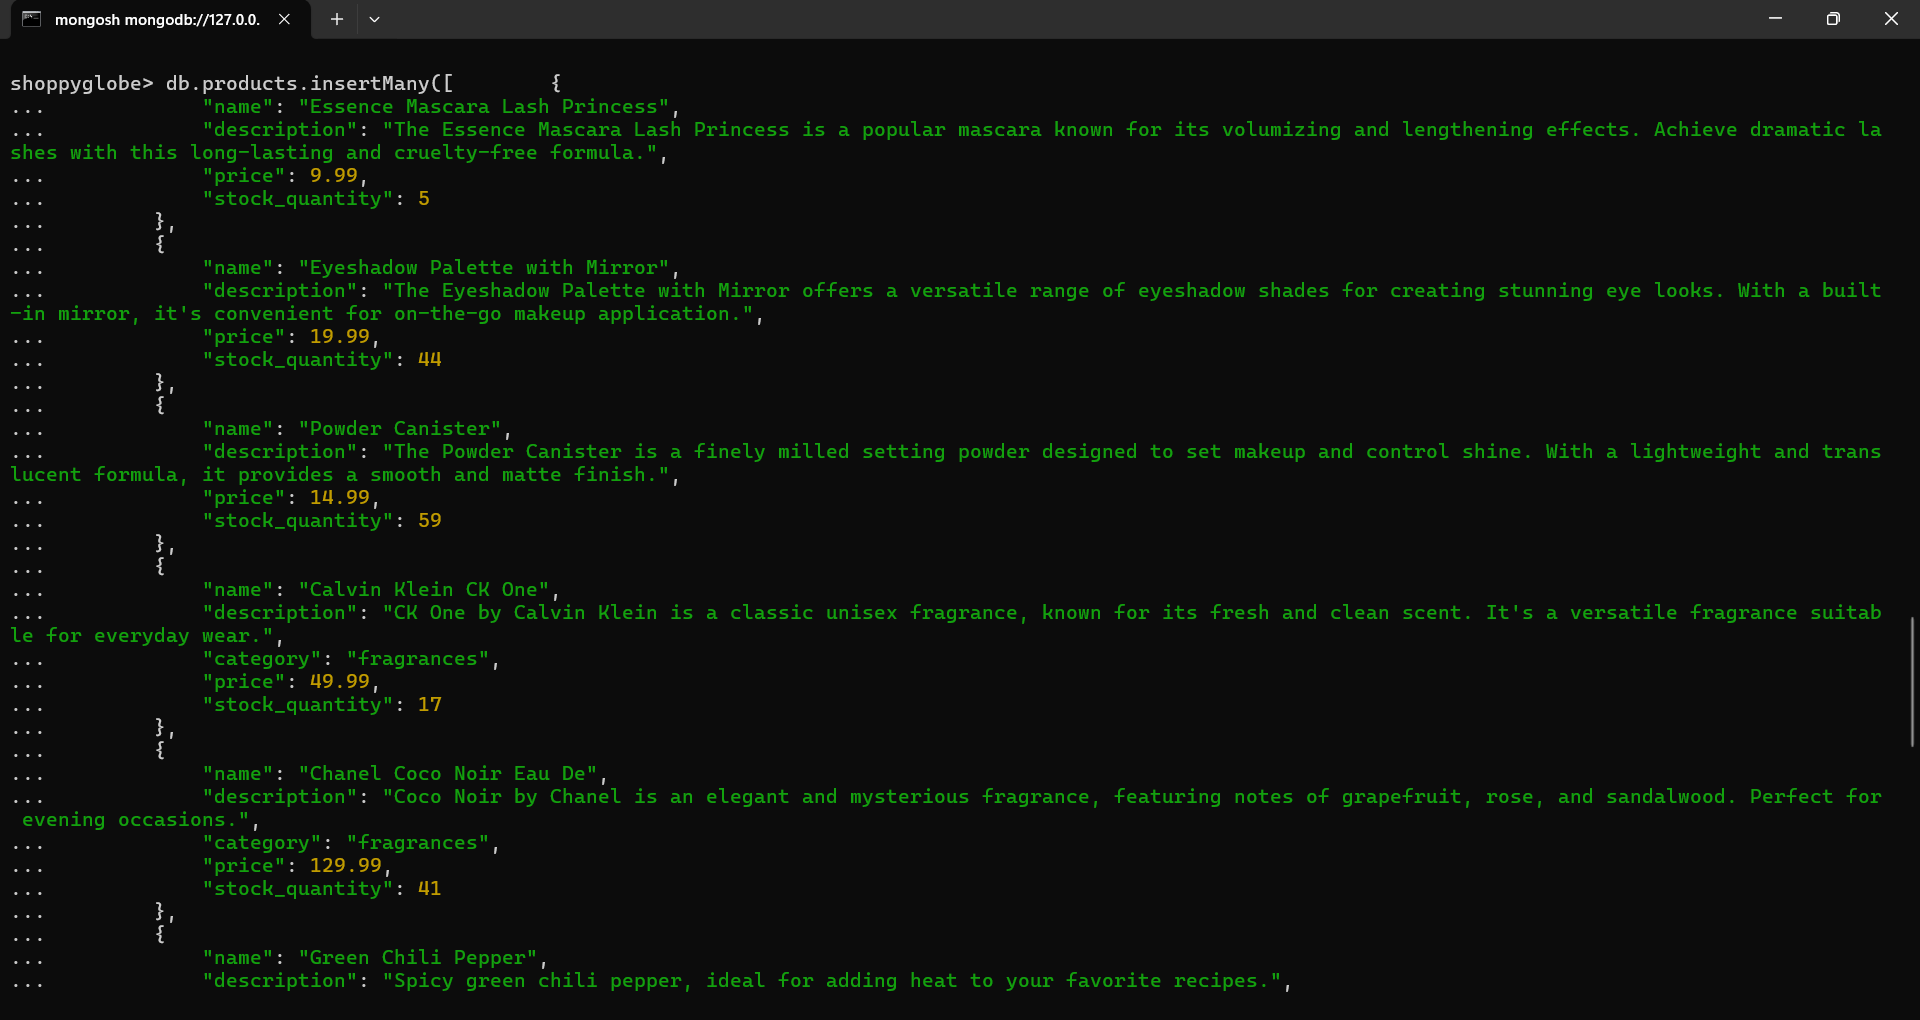 mongosh mongodb://127.0.0.
shoppyglobe> db.products.insertMany([        {
...             "name": "Essence Mascara Lash Princess",
...             "description": "The Essence Mascara Lash Princess is a popular mascara known for its volumizing and lengthening effects. Achieve dramatic la
shes with this long-lasting and cruelty-free formula.",
...             "price": 9.99,
...             "stock_quantity": 5
...         },
...         {
...             "name": "Eyeshadow Palette with Mirror",
...             "description": "The Eyeshadow Palette with Mirror offers a versatile range of eyeshadow shades for creating stunning eye looks. With a built
-in mirror, it's convenient for on-the-go makeup application.",
...             "price": 19.99,
...             "stock_quantity": 44
...         },
...         {
...             "name": "Powder Canister",
...             "description": "The Powder Canister is a finely milled setting powder designed to set makeup and control shine. With a lightweight and trans
lucent formula, it provides a smooth and matte finish.",
...             "price": 14.99,
...             "stock_quantity": 59
...         },
...         {
...             "name": "Calvin Klein CK One",
...             "description": "CK One by Calvin Klein is a classic unisex fragrance, known for its fresh and clean scent. It's a versatile fragrance suitab
le for everyday wear.",
...             "category": "fragrances",
...             "price": 49.99,
...             "stock_quantity": 17
...         },
...         {
...             "name": "Chanel Coco Noir Eau De",
...             "description": "Coco Noir by Chanel is an elegant and mysterious fragrance, featuring notes of grapefruit, rose, and sandalwood. Perfect for
 evening occasions.",
...             "category": "fragrances",
...             "price": 129.99,
...             "stock_quantity": 41
...         },
...         {
...             "name": "Green Chili Pepper",
...             "description": "Spicy green chili pepper, ideal for adding heat to your favorite recipes.",